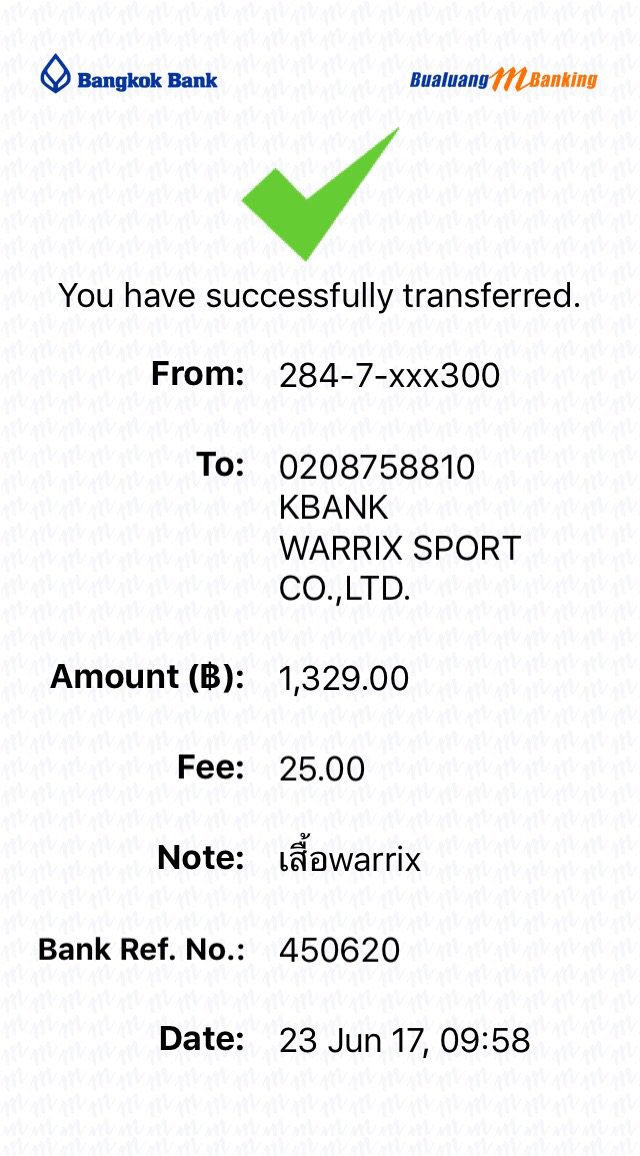 Bangkok Bank
Bualuang mBanking
You have successfully transferred.
From: 284-7-xxx300
To: 0208758810
KBANK
WARRIX SPORT
CO.,LTD.
Amount (฿): 1,329.00
Fee: 25.00
Note: เสื้อwarrix
Bank Ref. No.: 450620
Date: 23 Jun 17, 09:58